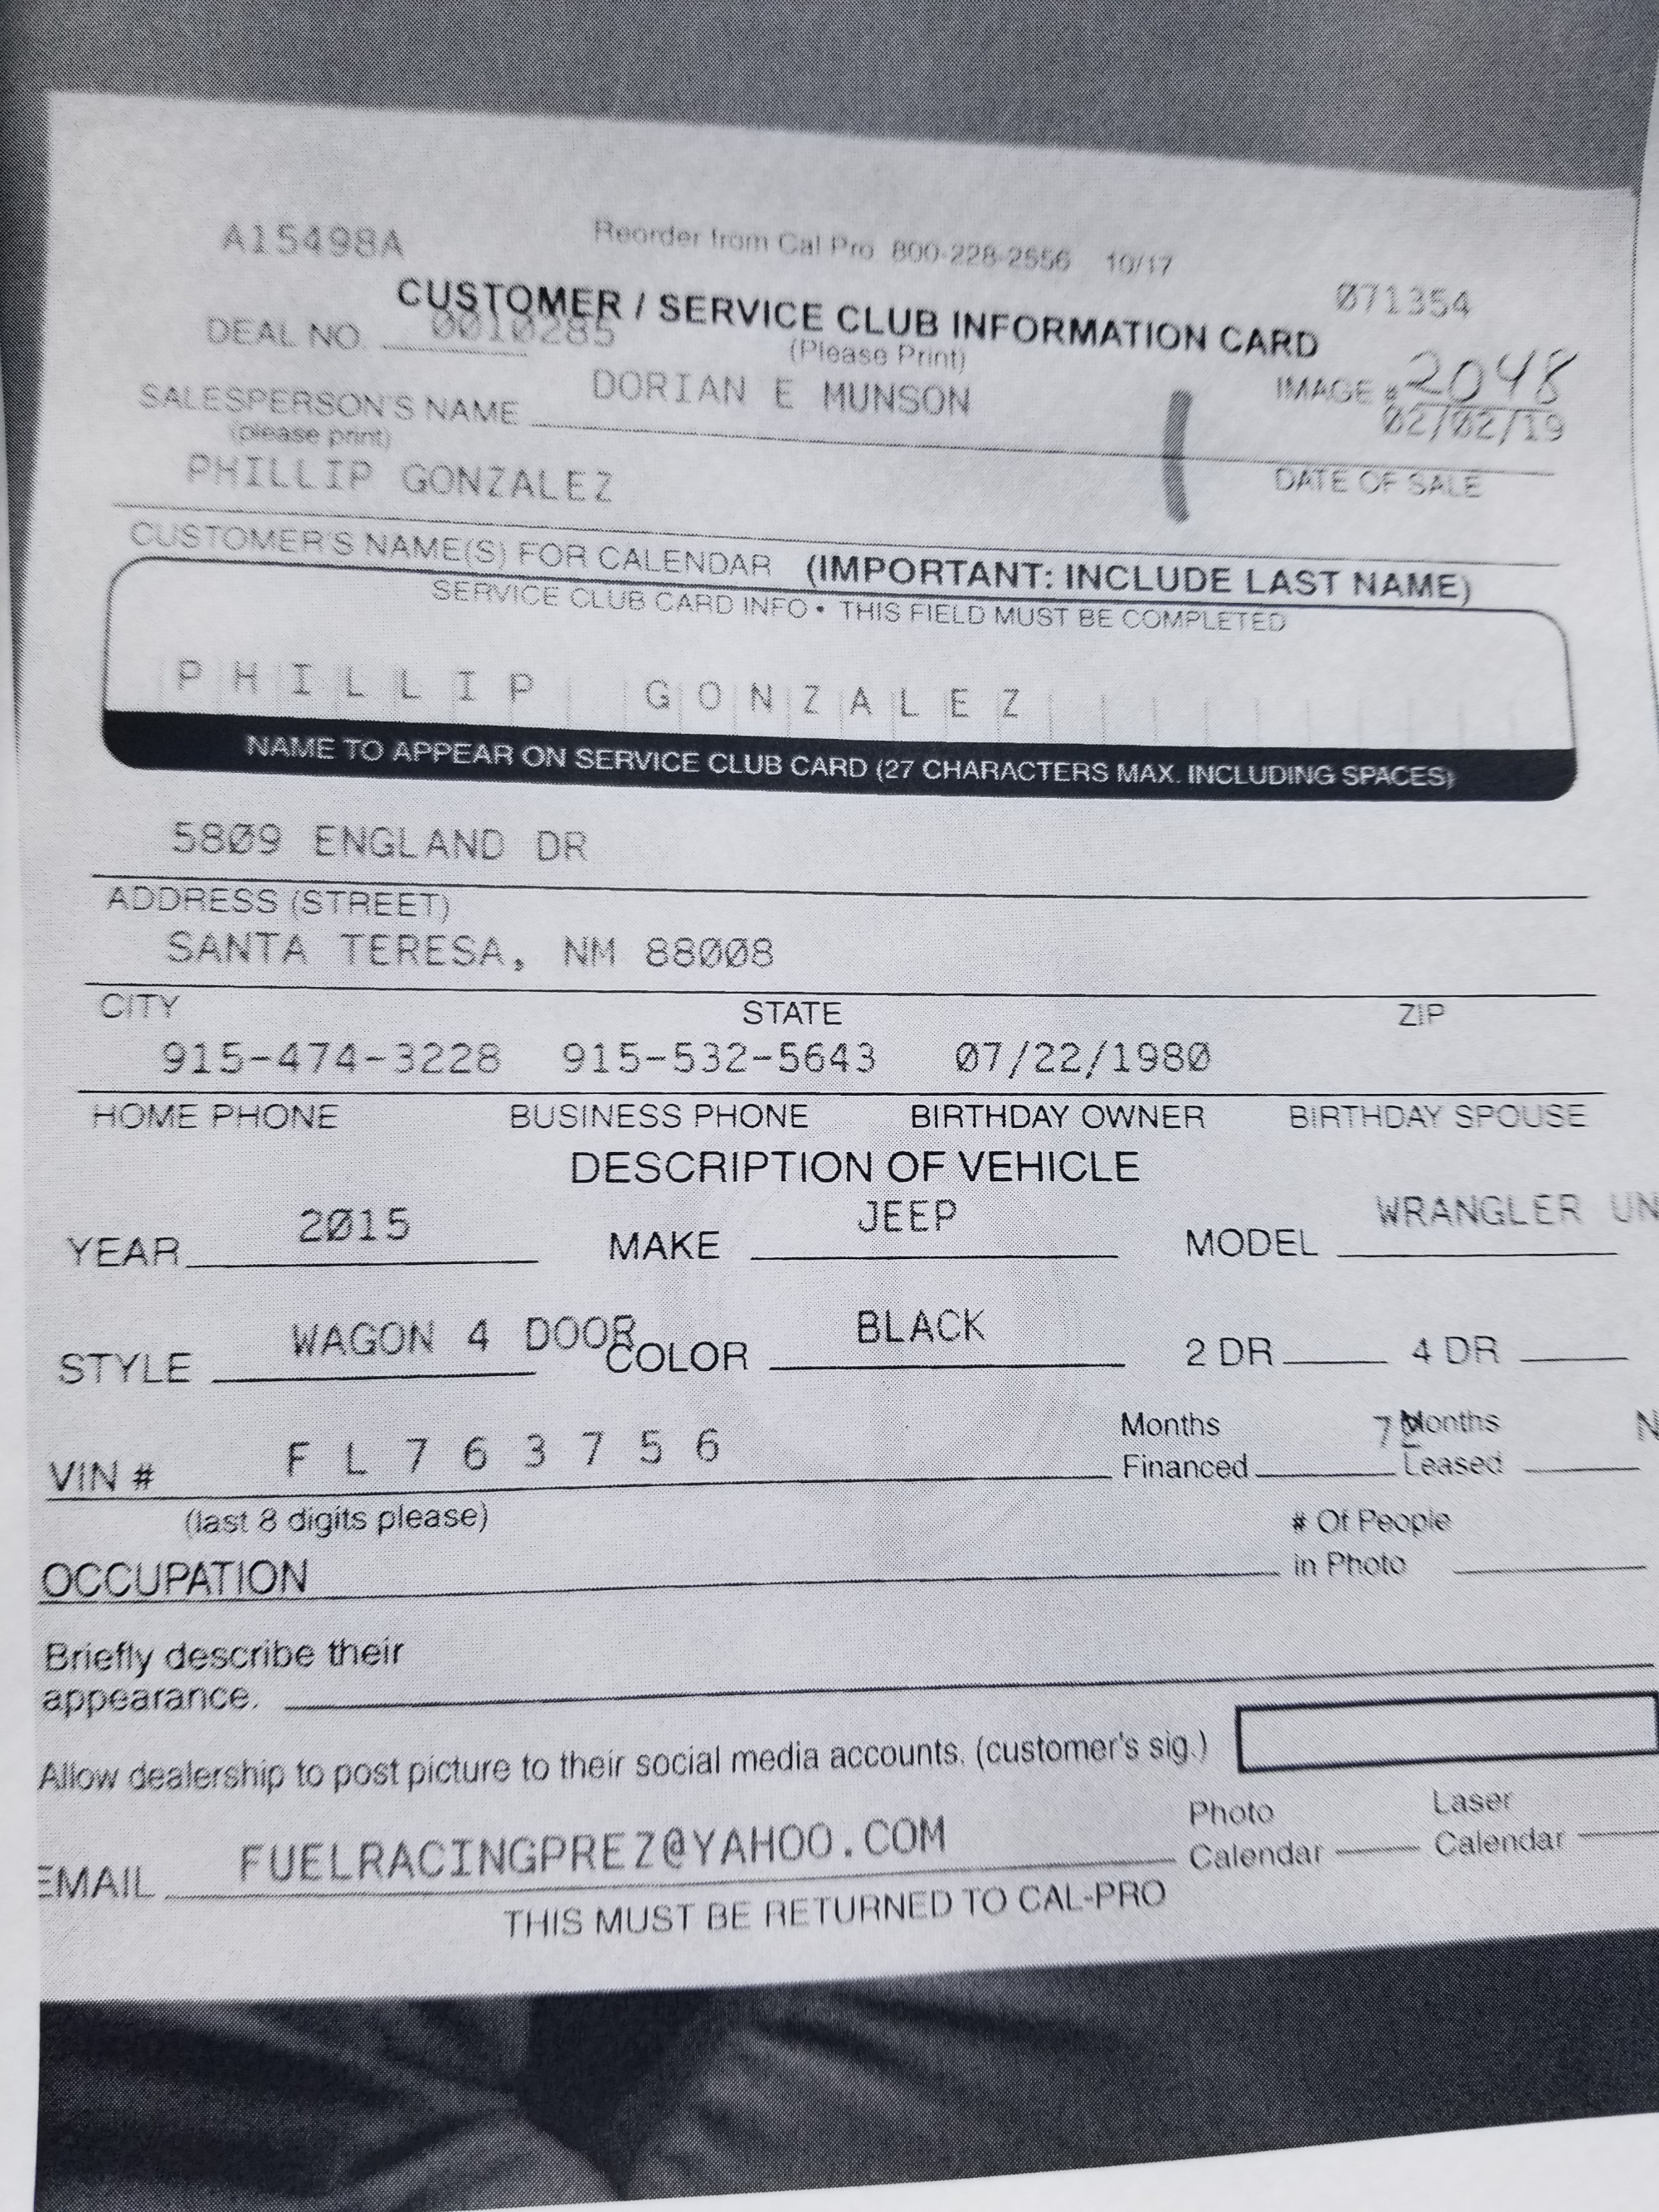 A15498A Reorder from Cal Pro 800-228-2556 10/17
CUSTOMER / SERVICE CLUB INFORMATION CARD 071354
DEAL NO. 0010285 (Please Print)
SALESPERSON'S NAME DORIAN E MUNSON IMAGE # 2048
(please print) 02/02/19
PHILLIP GONZALEZ DATE OF SALE
CUSTOMER'S NAME(S) FOR CALENDAR (IMPORTANT: INCLUDE LAST NAME)
SERVICE CLUB CARD INFO • THIS FIELD MUST BE COMPLETED
PHILLIP GONZALEZ
NAME TO APPEAR ON SERVICE CLUB CARD (27 CHARACTERS MAX. INCLUDING SPACES)
5809 ENGLAND DR
ADDRESS (STREET)
SANTA TERESA, NM 88008
CITY STATE ZIP
915-474-3228 915-532-5643 07/22/1980
HOME PHONE BUSINESS PHONE BIRTHDAY OWNER BIRTHDAY SPOUSE
DESCRIPTION OF VEHICLE
YEAR 2015 MAKE JEEP MODEL WRANGLER UN
STYLE WAGON 4 DOOR COLOR BLACK 2 DR 4 DR
VIN # F L 7 6 3 7 5 6 Months Financed Months Leased N
(last 8 digits please) # Of People
OCCUPATION in Photo
Briefly describe their
appearance.
Allow dealership to post picture to their social media accounts. (customer's sig.)
EMAIL FUELRACINGPREZ@YAHOO.COM Photo Calendar Laser Calendar
THIS MUST BE RETURNED TO CAL-PRO